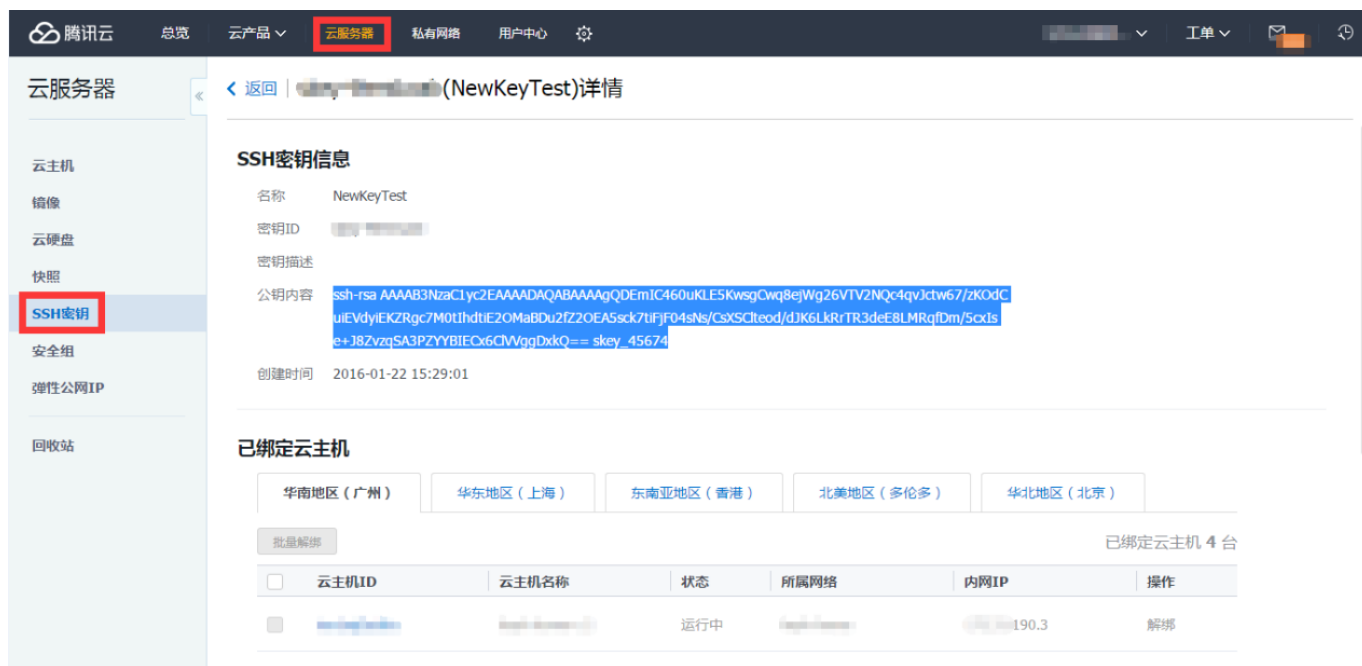 腾讯云 总览 云产品 云服务器 私有网络 用户中心 工单
云服务器
返回 (NewKeyTest)详情
SSH密钥信息
云主机
名称 NewKeyTest
镜像
密钥ID
云硬盘
密钥描述
快照
公钥内容 ssh-rsa AAAAB3NzaC1yc2EAAAADAQABAAAAgQDEmIC460uKLE5KwsgCwq8ejWg26VTV2NQc4qvJctw67/zKOdC
SSH密钥
uiEVdyiEKZRgc7M0tIhdtiE2OMaBDu2fZ2OEA5sck7tiFjF04sNs/CsXSClteod/dJK6LkRrTR3deE8LMRqfDm/5cxIs
e+J8ZvzqSA3PZYYBIECx6ClVVggDxkQ== skey_45674
安全组
创建时间 2016-01-22 15:29:01
弹性公网IP
回收站
已绑定云主机
华南地区（广州） 华东地区（上海） 东南亚地区（香港） 北美地区（多伦多） 华北地区（北京）
批量解绑 已绑定云主机 4 台
云主机ID 云主机名称 状态 所属网络 内网IP 操作
运行中 190.3 解绑